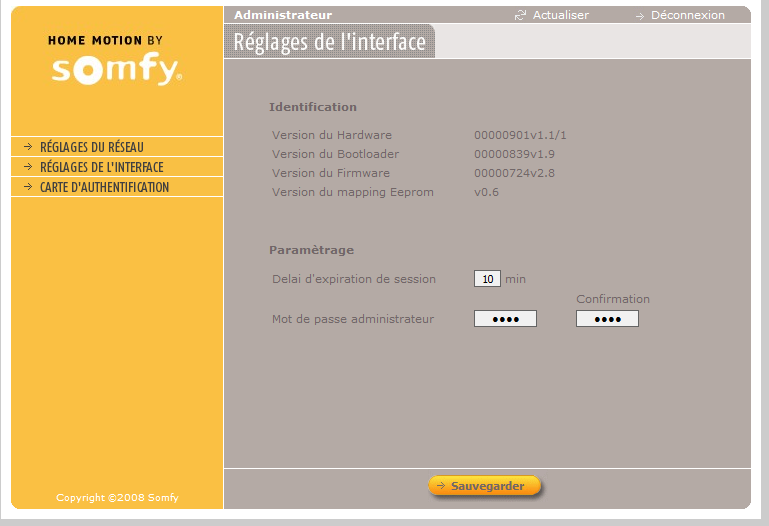 HOME MOTION BY
somfy.
→ RÉGLAGES DU RÉSEAU
→ RÉGLAGES DE L'INTERFACE
→ CARTE D'AUTHENTIFICATION
Copyright ©2008 Somfy
Administrateur Actualiser → Déconnexion
Réglages de l'interface
Identification
Version du Hardware 00000901v1.1/1
Version du Bootloader 00000839v1.9
Version du Firmware 00000724v2.8
Version du mapping Eeprom v0.6
Paramètrage
Delai d'expiration de session 10 min
Confirmation
Mot de passe administrateur •••• ••••
→ Sauvegarder